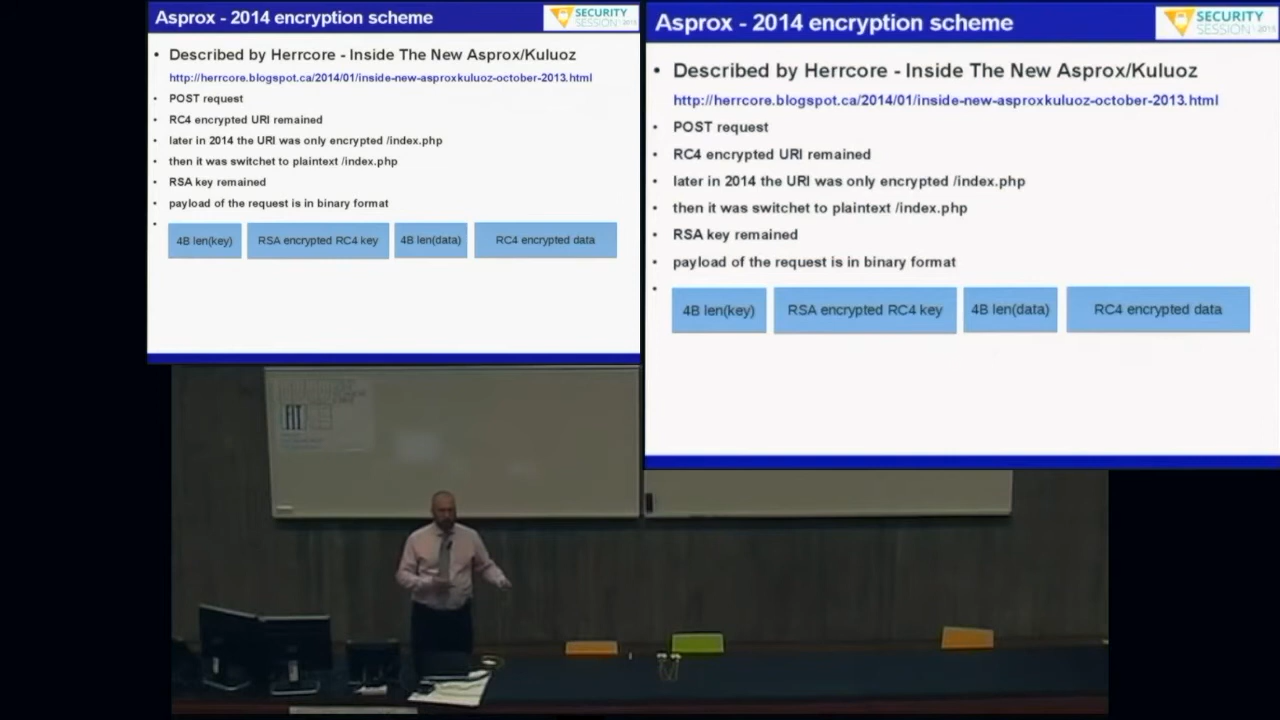 Asprox - 2014 encryption scheme
SECURITY
SESSION 2015
• Described by Herrcore - Inside The New Asprox/Kuluoz
http://herrcore.blogspot.ca/2014/01/inside-new-asproxkuluoz-october-2013.html
• POST request
• RC4 encrypted URI remained
• later in 2014 the URI was only encrypted /index.php
• then it was switchet to plaintext /index.php
• RSA key remained
• payload of the request is in binary format
4B len(key)
RSA encrypted RC4 key
4B len(data)
RC4 encrypted data
Asprox - 2014 encryption scheme
SECURITY
SESSION 2015
• Described by Herrcore - Inside The New Asprox/Kuluoz
http://herrcore.blogspot.ca/2014/01/inside-new-asproxkuluoz-october-2013.html
• POST request
• RC4 encrypted URI remained
• later in 2014 the URI was only encrypted /index.php
• then it was switchet to plaintext /index.php
• RSA key remained
• payload of the request is in binary format
4B len(key)
RSA encrypted RC4 key
4B len(data)
RC4 encrypted data